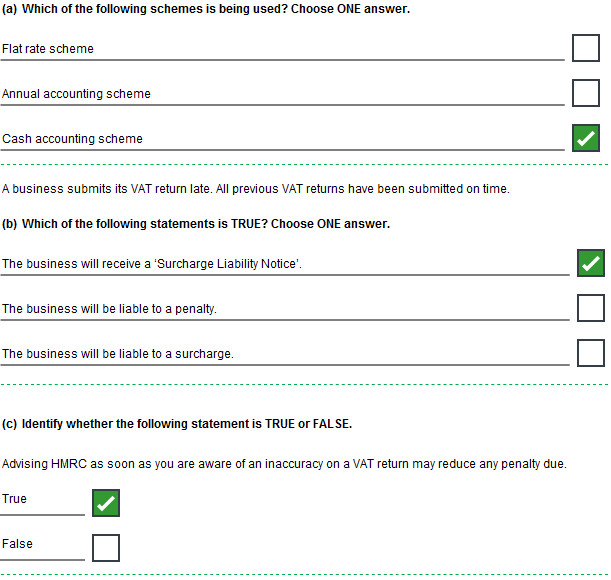 (a) Which of the following schemes is being used? Choose ONE answer.
Flat rate scheme
Annual accounting scheme
Cash accounting scheme
A business submits its VAT return late. All previous VAT returns have been submitted on time.
(b) Which of the following statements is TRUE? Choose ONE answer.
The business will receive a ‘Surcharge Liability Notice’.
The business will be liable to a penalty.
The business will be liable to a surcharge.
(c) Identify whether the following statement is TRUE or FALSE.
Advising HMRC as soon as you are aware of an inaccuracy on a VAT return may reduce any penalty due.
True
False